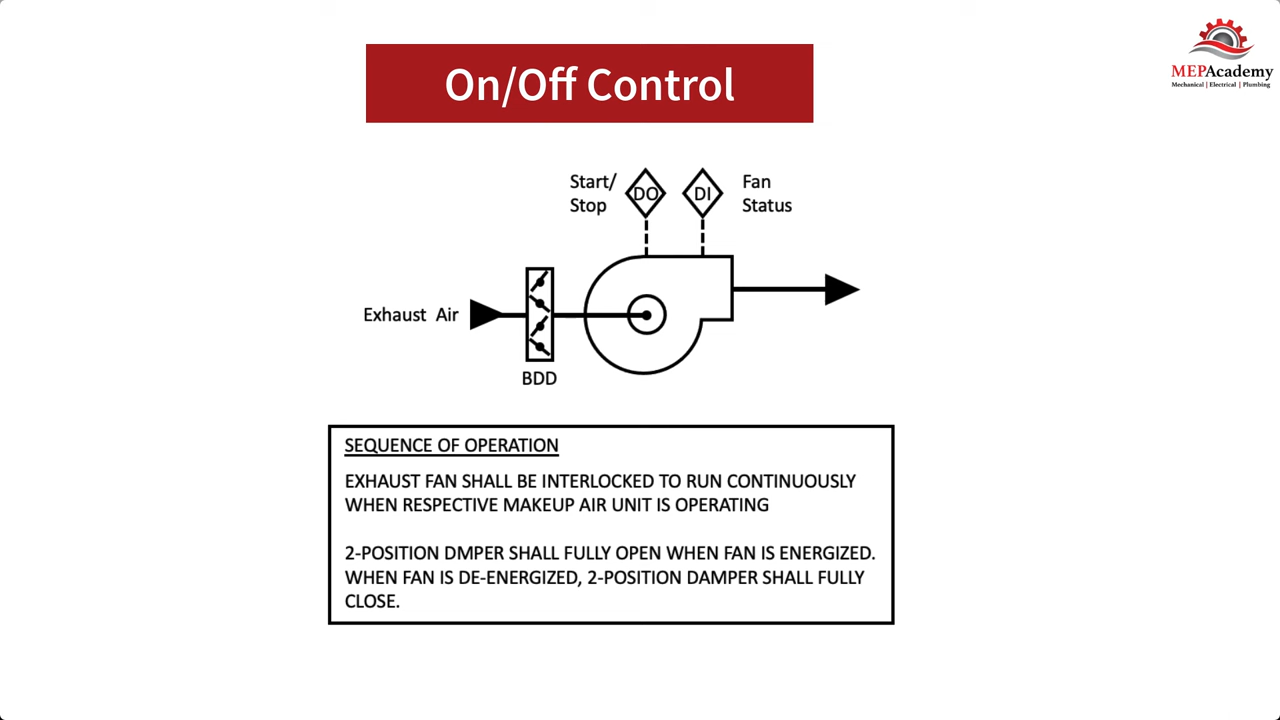 On/Off Control
MEPAcademy
Mechanical | Electrical | Plumbing
Start/
Stop
DO
DI
Fan
Status
Exhaust Air
BDD
SEQUENCE OF OPERATION
EXHAUST FAN SHALL BE INTERLOCKED TO RUN CONTINUOUSLY
WHEN RESPECTIVE MAKEUP AIR UNIT IS OPERATING
2-POSITION DMPER SHALL FULLY OPEN WHEN FAN IS ENERGIZED.
WHEN FAN IS DE-ENERGIZED, 2-POSITION DAMPER SHALL FULLY
CLOSE.